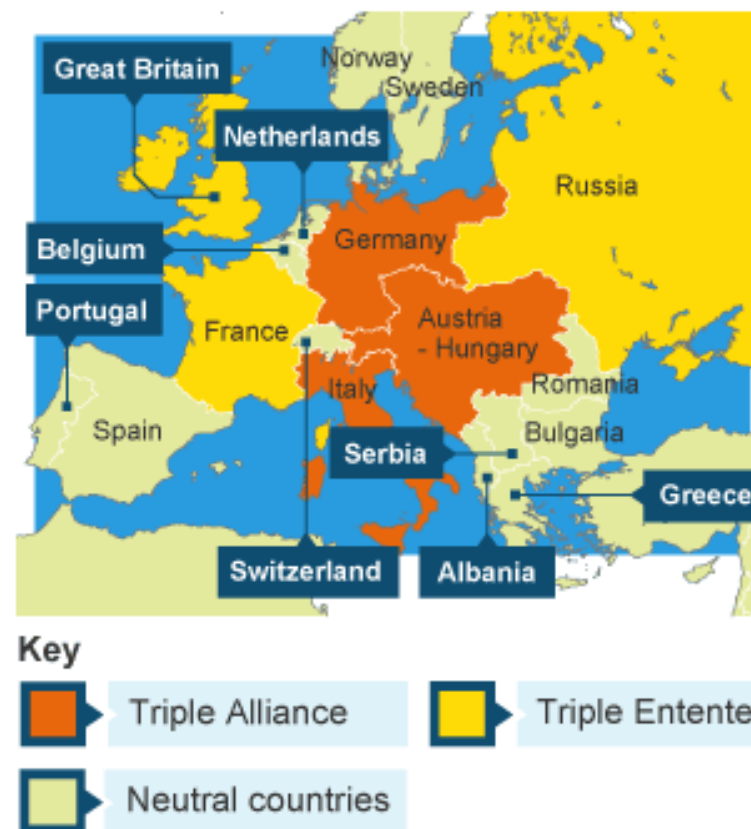 Norway
Great Britain
Sweden
Netherlands
Russia
Germany
Belgium
Portugal
Austria
- Hungary
France
Romania
Italy
Spain
Bulgaria
Serbia
Greece
Switzerland
Albania
Key
Triple Alliance
Triple Entente
Neutral countries